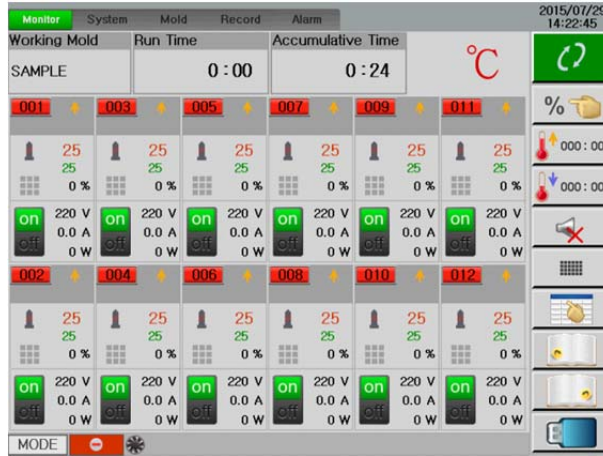 Monitor System Mold Record Alarm
2015/07/29
14:22:45
Working Mold Run Time Accumulative Time
SAMPLE 0:00 0:24
℃
001 003 005 007 009 011
%
25 25 25 25 25 25
000:00
25 25 25 25 25 25
0 % 0 % 0 % 0 % 0 % 0 %
000:00
on 220 V on 220 V on 220 V on 220 V on 220 V on 220 V
0.0 A 0.0 A 0.0 A 0.0 A 0.0 A 0.0 A
off 0 W off 0 W off 0 W off 0 W off 0 W off 0 W
002 004 006 008 010 012
25 25 25 25 25 25
25 25 25 25 25 25
0 % 0 % 0 % 0 % 0 % 0 %
on 220 V on 220 V on 220 V on 220 V on 220 V on 220 V
0.0 A 0.0 A 0.0 A 0.0 A 0.0 A 0.0 A
off 0 W off 0 W off 0 W off 0 W off 0 W off 0 W
MODE